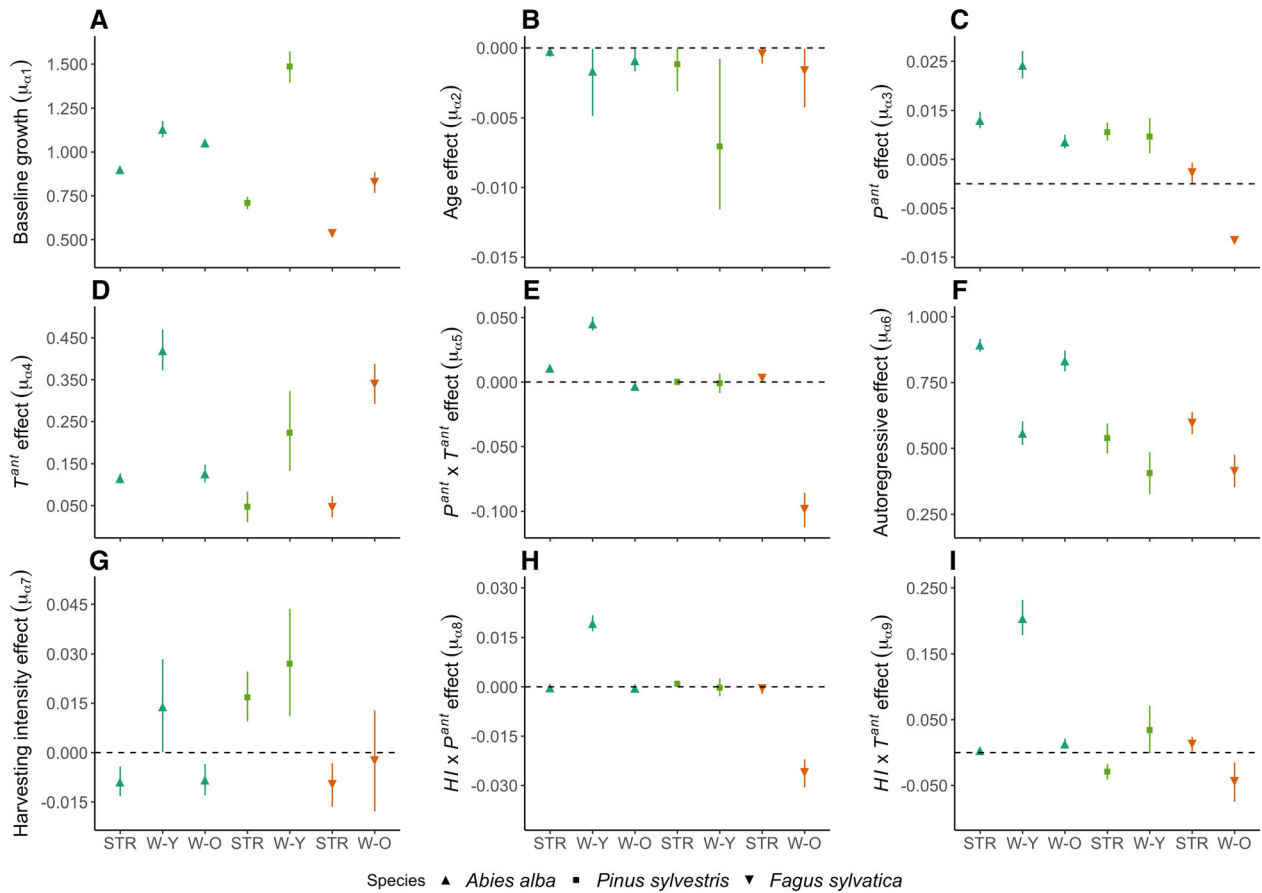 A
Baseline growth (μα1)
1.500
1.250
1.000
0.750
0.500
B
Age effect (μα2)
0.000
-0.005
-0.010
-0.015
C
Pant effect (μα3)
0.025
0.015
0.005
-0.005
-0.015
D
Tant effect (μα4)
0.450
0.350
0.250
0.150
0.050
E
Pant x Tant effect (μα5)
0.050
0.000
-0.050
-0.100
F
Autoregressive effect (μα6)
1.000
0.750
0.500
0.250
G
Harvesting intensity effect (μα7)
0.045
0.030
0.015
0.000
-0.015
STR W-Y W-O STR W-Y STR W-O
H
HI x Pant effect (μα8)
0.030
0.015
0.000
-0.015
-0.030
STR W-Y W-O STR W-Y STR W-O
I
HI x Tant effect (μα9)
0.250
0.150
0.050
-0.050
STR W-Y W-O STR W-Y STR W-O
Species Abies alba Pinus sylvestris Fagus sylvatica